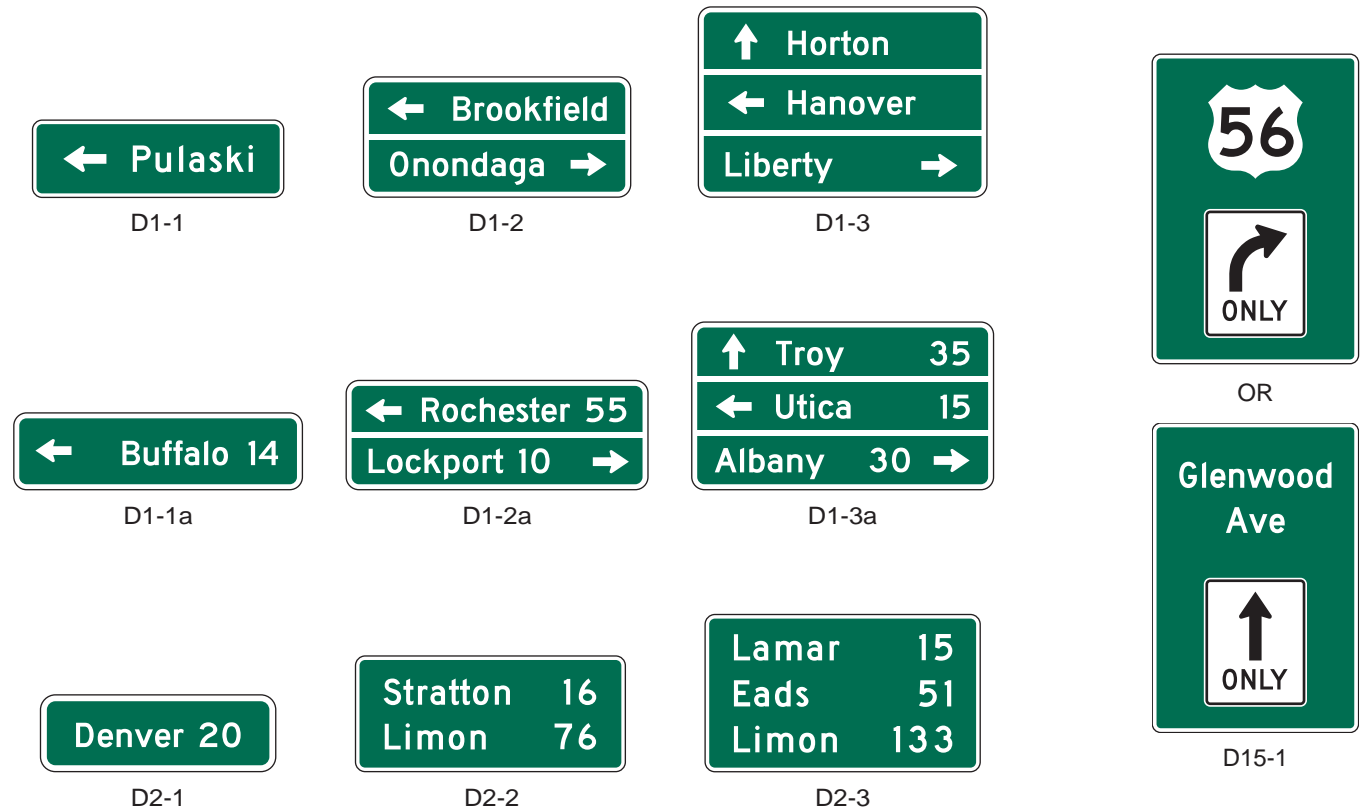 ← Pulaski
D1-1
← Brookfield
Onondaga →
D1-2
↑ Horton
← Hanover
Liberty →
D1-3
← Buffalo 14
D1-1a
← Rochester 55
Lockport 10 →
D1-2a
↑ Troy 35
← Utica 15
Albany 30 →
D1-3a
Denver 20
D2-1
Stratton 16
Limon 76
D2-2
Lamar 15
Eads 51
Limon 133
D2-3
56
ONLY
OR
Glenwood
Ave
ONLY
D15-1